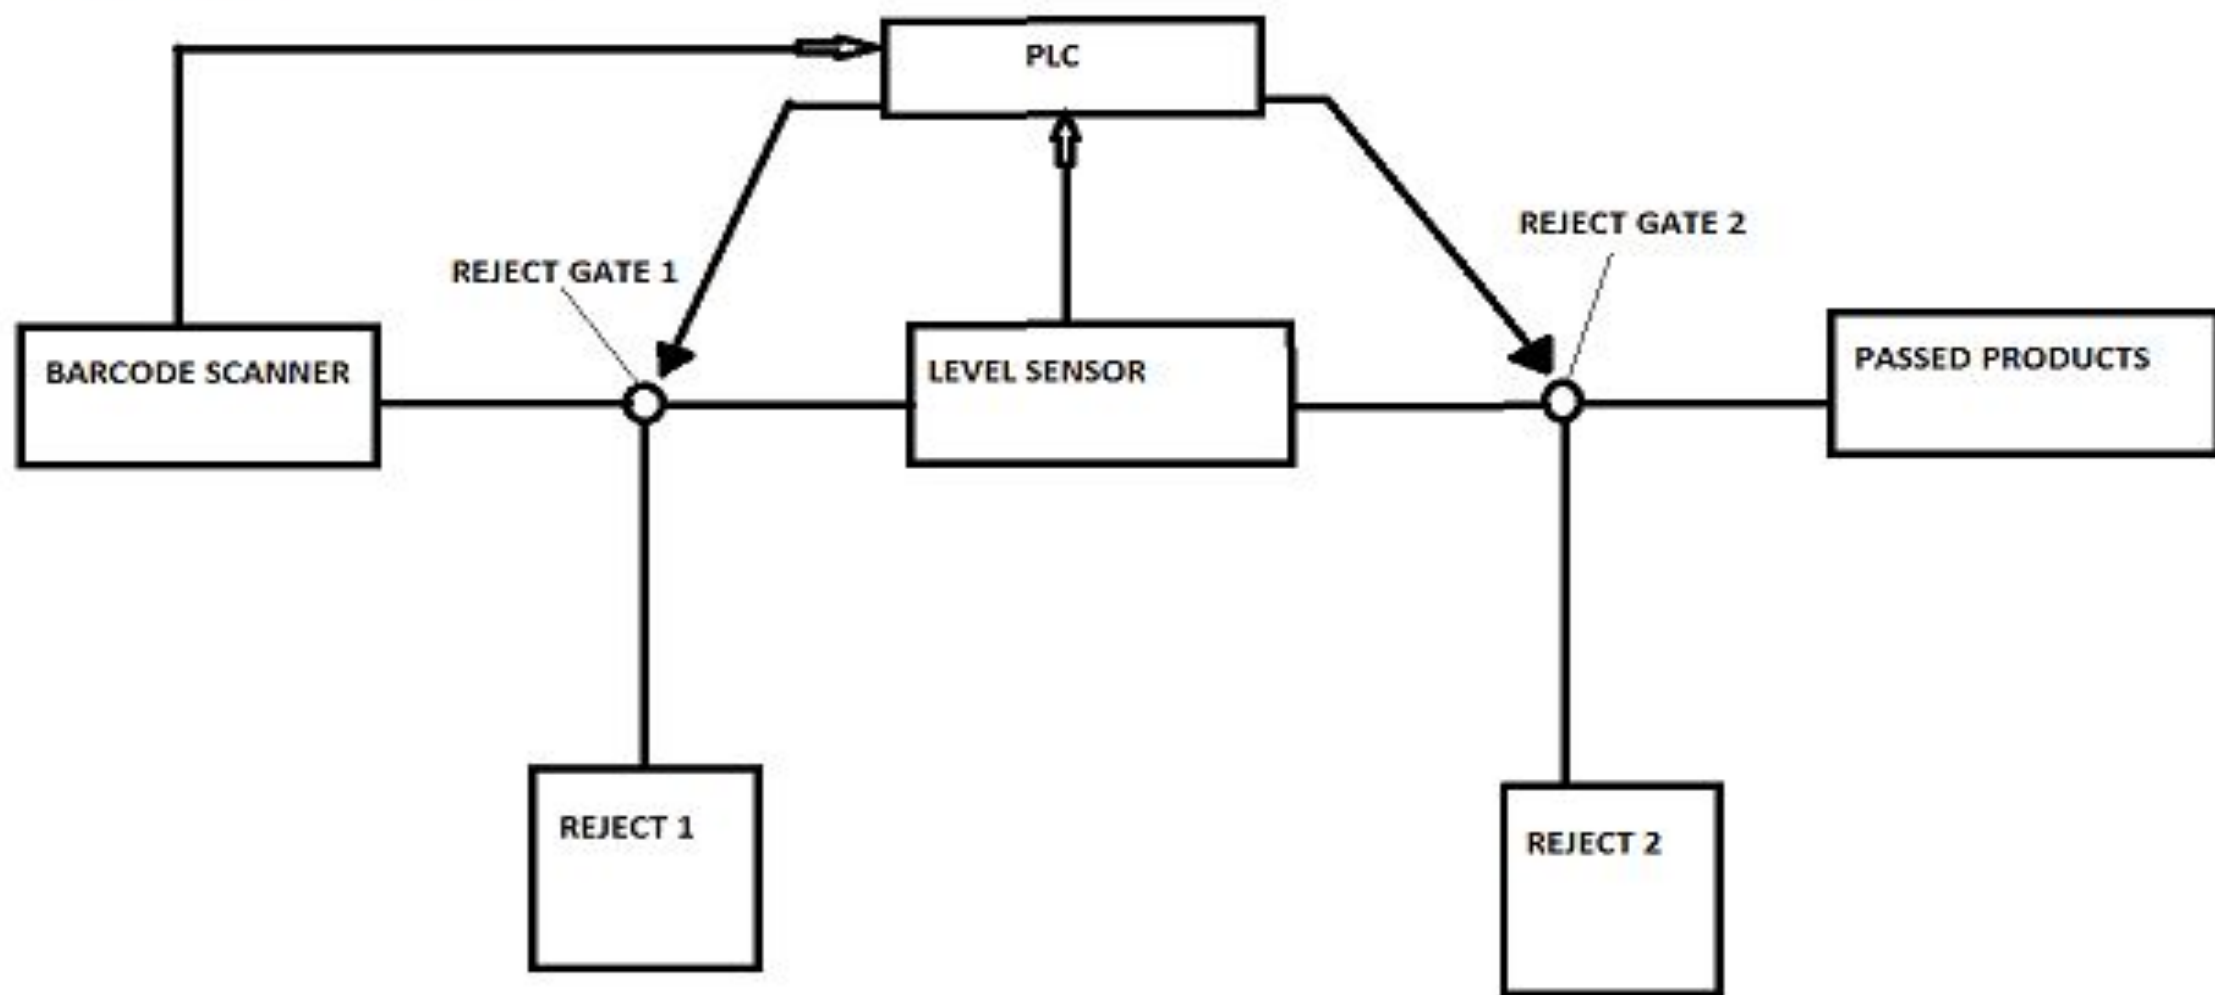 PLC
REJECT GATE 2
REJECT GATE 1
BARCODE SCANNER
LEVEL SENSOR
PASSED PRODUCTS
REJECT 1
REJECT 2